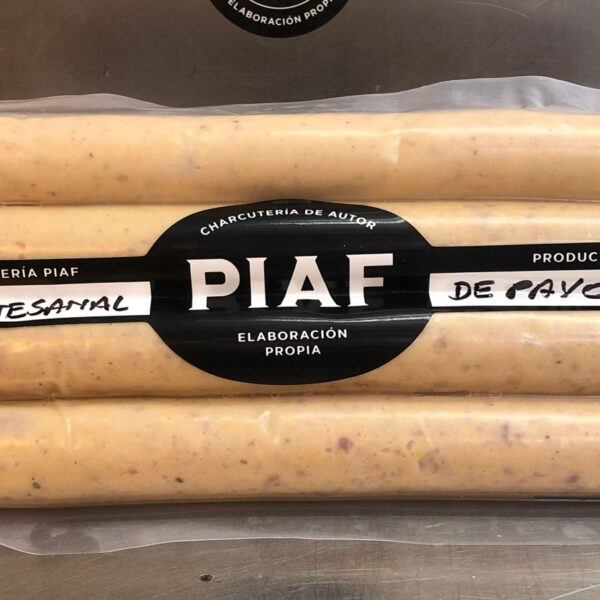 ELABORACIÓN PROPIA
CHARCUTERÍA DE AUTOR
ERÍA PIAF
PIAF
PRODUC
TESANAL
DE PAVO
ELABORACIÓN
PROPIA